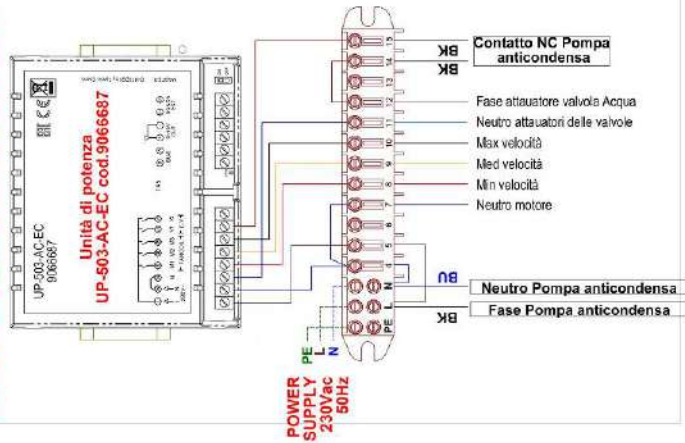 UP-503-AC-EC
9066687
Unità di potenza
UP-503-AC-EC cod.9066687
15
14
13
12
11
10
9
8
7
6
5
4
N
L
PE
BK
BK
Contatto NC Pompa
anticondensa
Fase attauatore valvola Acqua
Neutro attauatori delle valvole
Max velocità
Med velocità
Min velocità
Neutro motore
BU
Neutro Pompa anticondensa
Fase Pompa anticondensa
BK
PE
L
N
POWER
SUPPLY
230Vac
50Hz